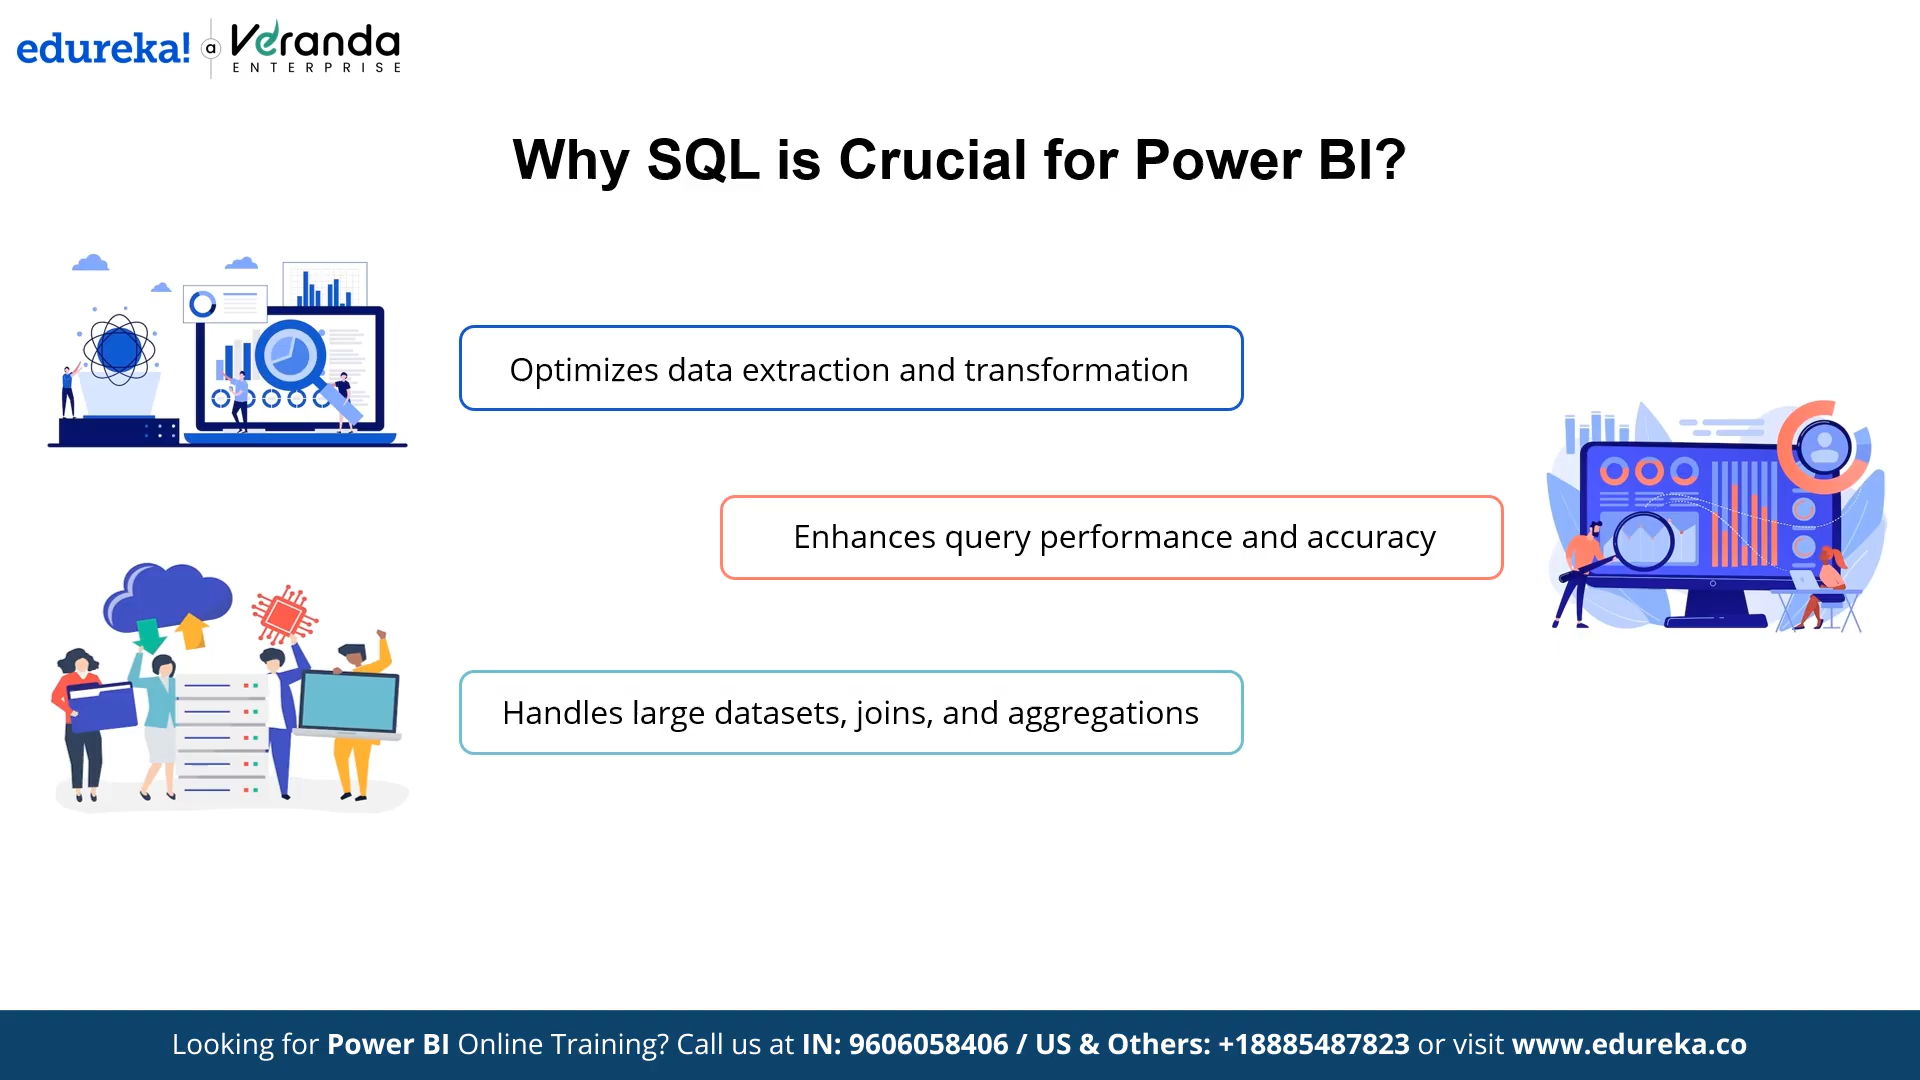 edureka! a Veranda
ENTERPRISE
Why SQL is Crucial for Power BI?
Optimizes data extraction and transformation
Enhances query performance and accuracy
Handles large datasets, joins, and aggregations
Looking for Power BI Online Training? Call us at IN: 9606058406 / US & Others: +18885487823 or visit www.edureka.co